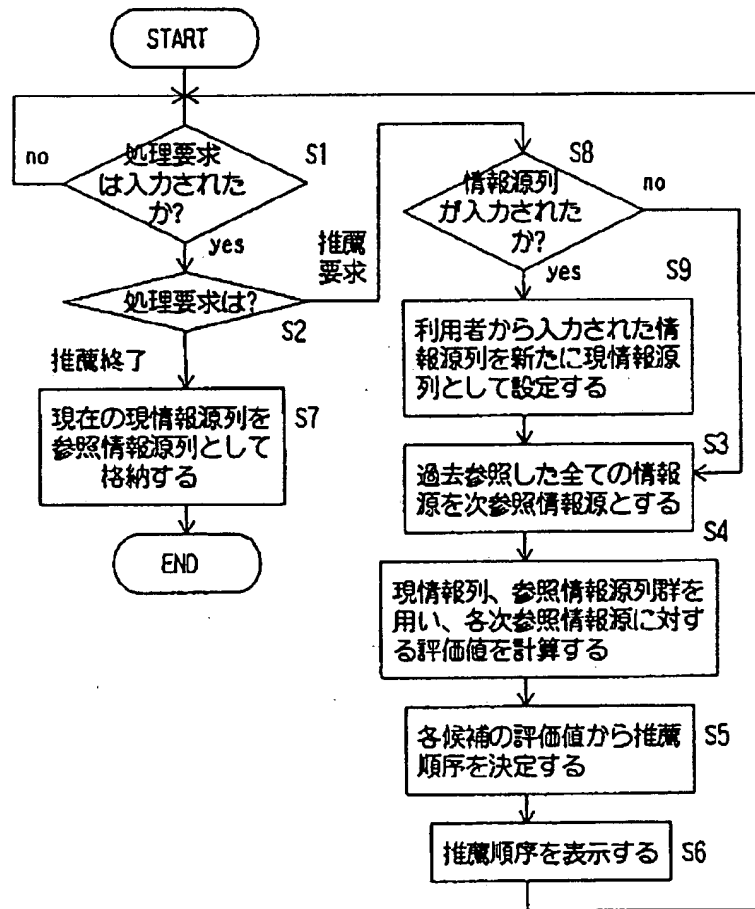 START
no
処理要求
は入力された
か?
S1
yes
処理要求は?
S2
推薦
要求
推薦終了
現在の現情報源列を
参照情報源列として
格納する
S7
END
S8
情報源列
が入力された
か?
no
yes
S9
利用者から入力された情
報源列を新たに現情報源
列として設定する
S3
過去参照した全ての情報
源を次参照情報源とする
S4
現情報列、参照情報源列群を
用い、各次参照情報源に対す
る評価値を計算する
各候補の評価値から推薦
順序を決定する
S5
推薦順序を表示する
S6